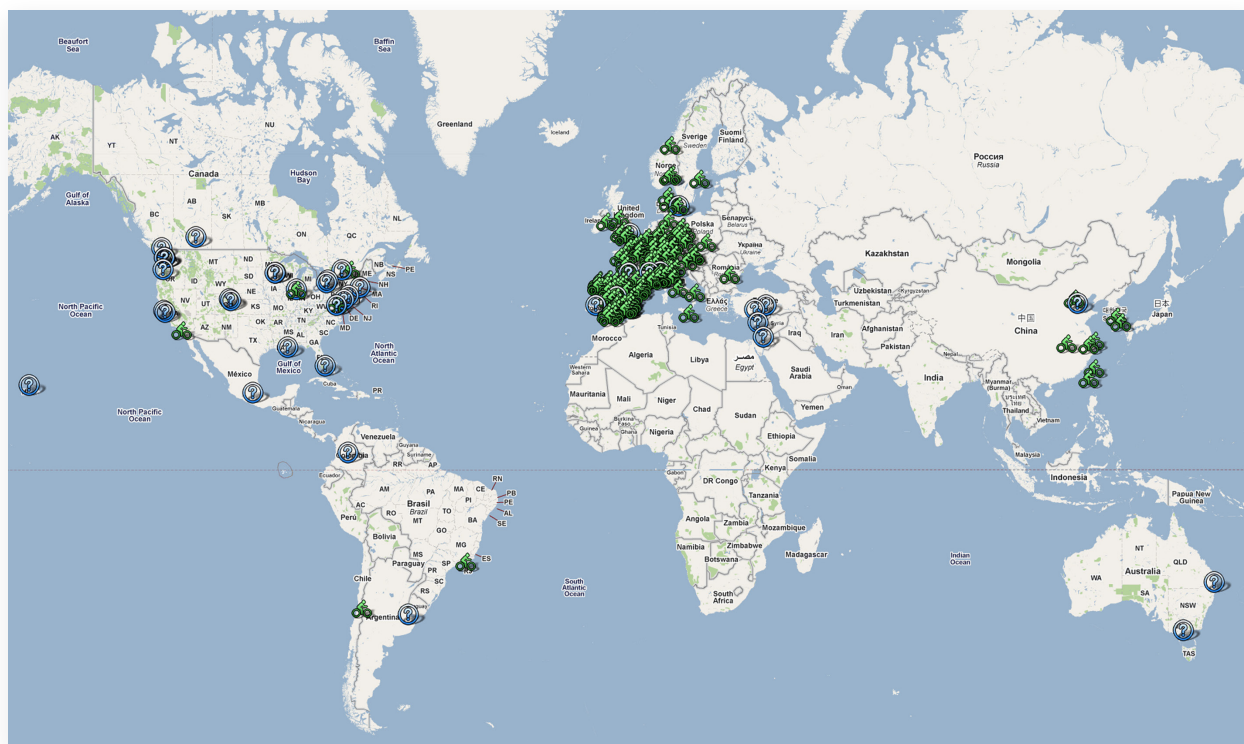 Beaufort
Sea
Baffin
Sea
Greenland
Iceland
AK
YT
NT
NU
Canada
Hudson
Bay
Gulf of
Alaska
BC
AB
SK
MB
ON
QC
NL
NB
PE
NS
ME
NH
MA
RI
NJ
DE
MD
MT
ND
SD
ID
WY
IA
NE
NV
UT
KS
MO
KY
OH
MI
AZ
NM
OK
AR
TN
NC
SC
MS
AL
GA
TX
North Pacific
Ocean
North
Atlantic
Ocean
Gulf of
Mexico
México
Cuba
PR
Guatemala
Nicaragua
North Pacific
Ocean
Venezuela
Guyana
Suriname
Colombia
Ecuador
RR
AP
AM
PA
MA
CE
RN
PB
PE
AL
SE
PI
AC
RO
TO
BA
Perú
Brasil
Brazil
MT
GO
Bolivia
MG
ES
MS
SP
Paraguay
PR
SC
RS
Chile
Argentina
South
Atlantic
Ocean
Sverige
Sweden
Suomi
Finland
Norge
United
Kingdom
Polska
Беларусь
Belarus
Україна
Ukraine
România
Ελλάς
Greece
Россия
Russia
Kazakhstan
Mongolia
Uzbekistan
Kyrgyzstan
Turkmenistan
Afghanistan
Pakistan
Iran
Iraq
Syria
Nepal
India
中国
China
日本
Japan
Myanmar
(Burma)
Thailand
Vietnam
Malaysia
Indonesia
Papua New
Guinea
Tunisia
Morocco
Algeria
Libya
مصر
Egypt
Saudi
Arabia
Oman
Yemen
Western
Sahara
Mauritania
Mali
Niger
Chad
Sudan
Burkina
Faso
Guinea
Ghana
Nigeria
Ethiopia
Somalia
Kenya
Gabon
DR Congo
Tanzania
Angola
Zambia
Mozambique
Namibia
Zimbabwe
Botswana
Madagascar
South
Africa
Indian
Ocean
NT
QLD
WA
Australia
SA
NSW
TAS